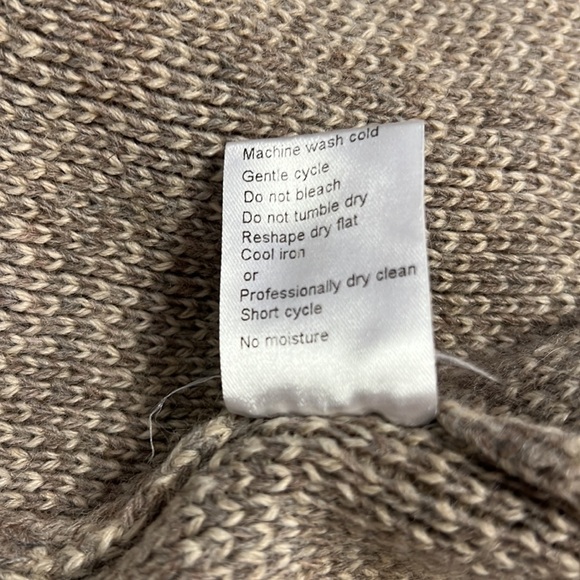 Machine wash cold
Gentle cycle
Do not bleach
Do not tumble dry
Reshape dry flat
Cool iron
or
Professionally dry clean
Short cycle
No moisture